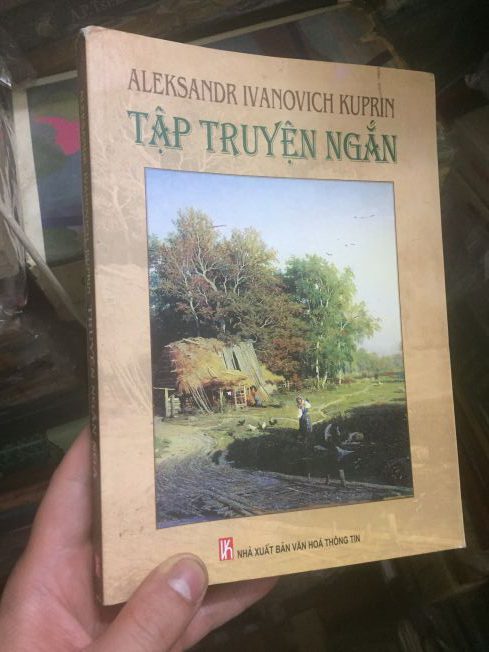 ALEKSANDR IVANOVICH KUPRIN
TẬP TRUYỆN NGẮN
NHÀ XUẤT BẢN VĂN HOÁ THÔNG TIN